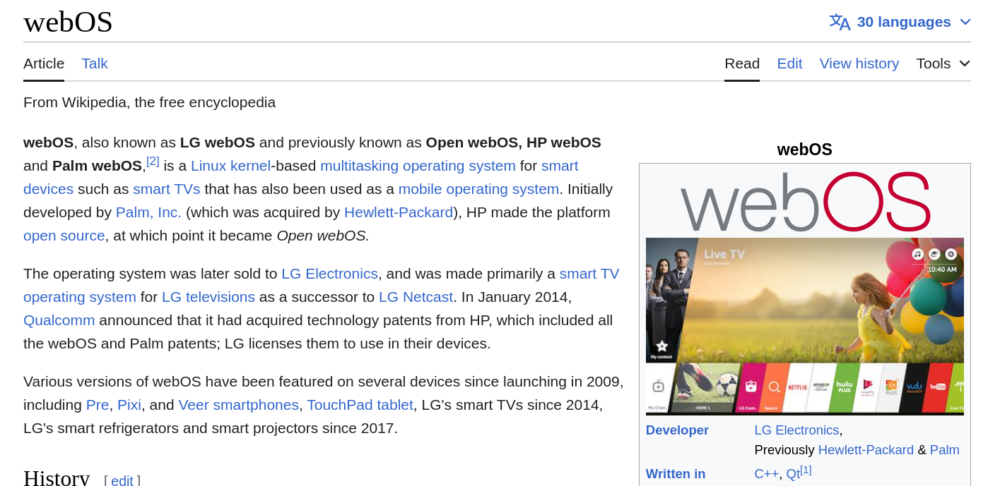 webOS
30 languages
Article Talk
Read Edit View history Tools
From Wikipedia, the free encyclopedia
webOS, also known as LG webOS and previously known as Open webOS, HP webOS
and Palm webOS,[2] is a Linux kernel-based multitasking operating system for smart
devices such as smart TVs that has also been used as a mobile operating system. Initially
developed by Palm, Inc. (which was acquired by Hewlett-Packard), HP made the platform
open source, at which point it became Open webOS.
The operating system was later sold to LG Electronics, and was made primarily a smart TV
operating system for LG televisions as a successor to LG Netcast. In January 2014,
Qualcomm announced that it had acquired technology patents from HP, which included all
the webOS and Palm patents; LG licenses them to use in their devices.
Various versions of webOS have been featured on several devices since launching in 2009,
including Pre, Pixi, and Veer smartphones, TouchPad tablet, LG's smart TVs since 2014,
LG's smart refrigerators and smart projectors since 2017.
History [ edit ]
webOS
webOS
Live TV
10:40 AM
My content
My Chan.
HDMI 1
LG Cont..
Search
NETFLIX
amazon
hulu
PLUS
CH
PLUS
vudu
YouTube
Live TV
Developer LG Electronics,
Previously Hewlett-Packard & Palm
Written in C++, Qt[1]